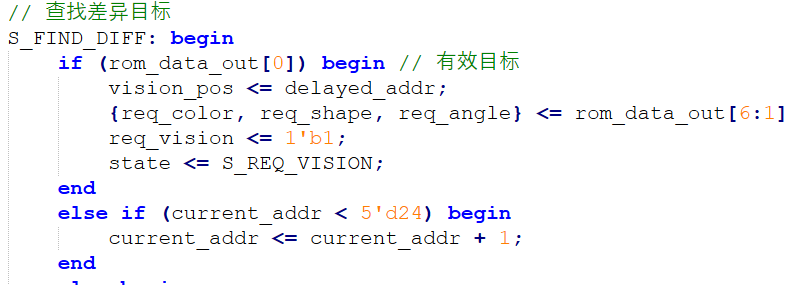 // 查找差异目标
S_FIND_DIFF: begin
if (rom_data_out[0]) begin // 有效目标
vision_pos <= delayed_addr;
{req_color, req_shape, req_angle} <= rom_data_out[6:1]
req_vision <= 1'b1;
state <= S_REQ_VISION;
end
else if (current_addr < 5'd24) begin
current_addr <= current_addr + 1;
end